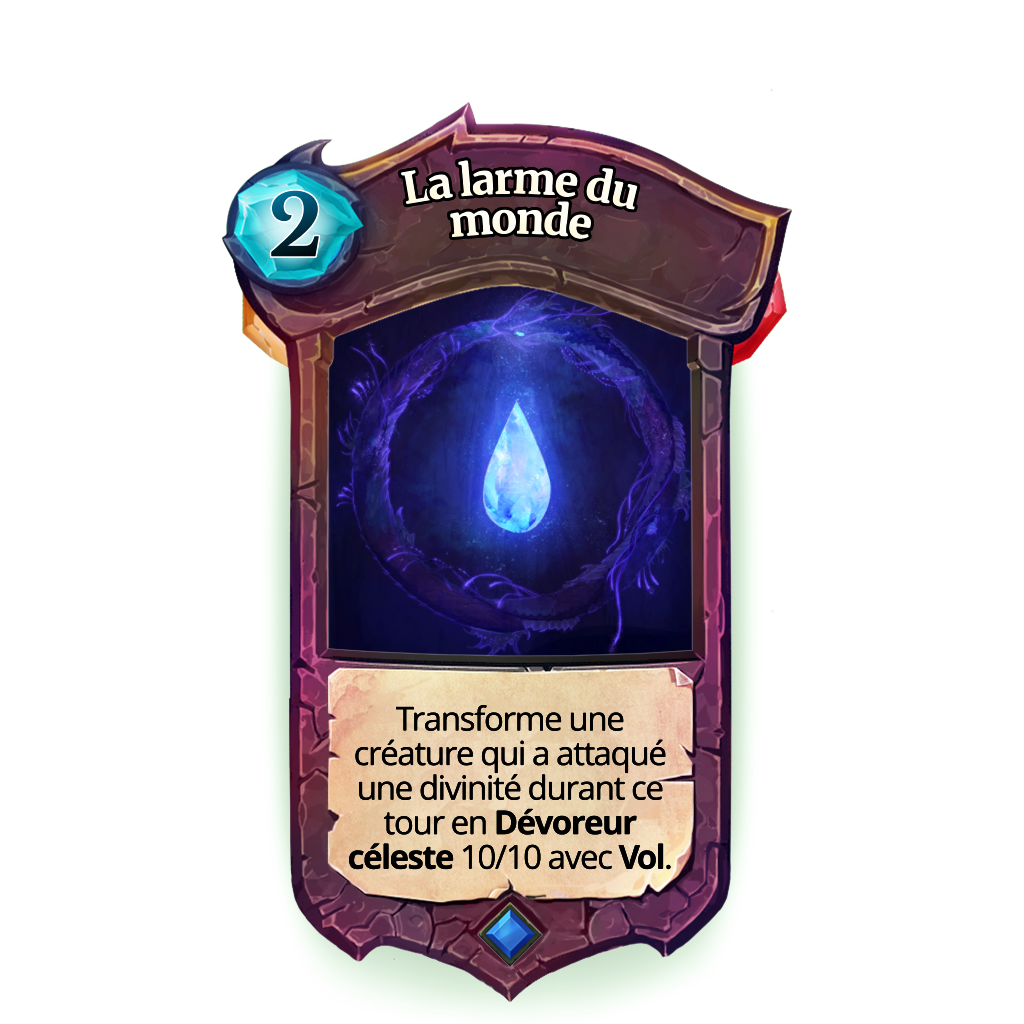 2
La larme du
monde
Transforme une
créature qui a attaqué
une divinité durant ce
tour en Dévoreur
céleste 10/10 avec Vol.